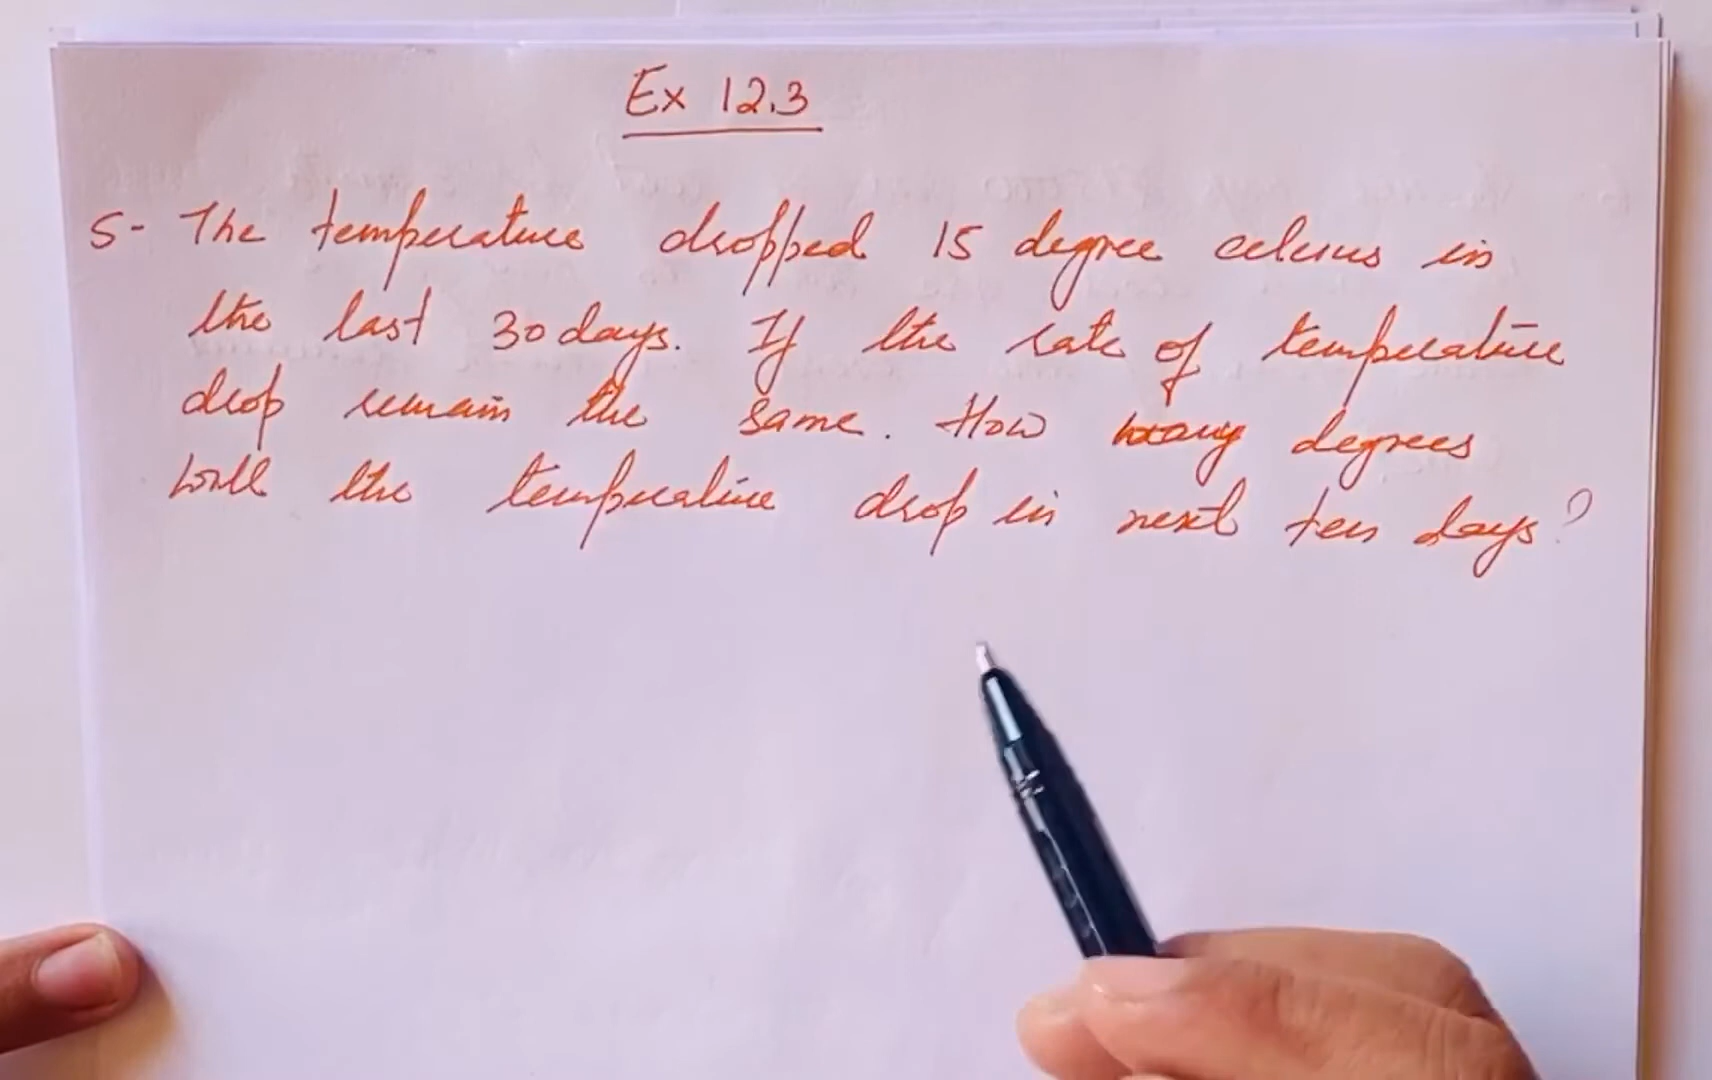 Ex 12.3
5- The temperature dropped 15 degree celsius in
the last 30 days. If the rate of temperature
drop remain the same. How many degrees
will the temperature drop in next ten days?